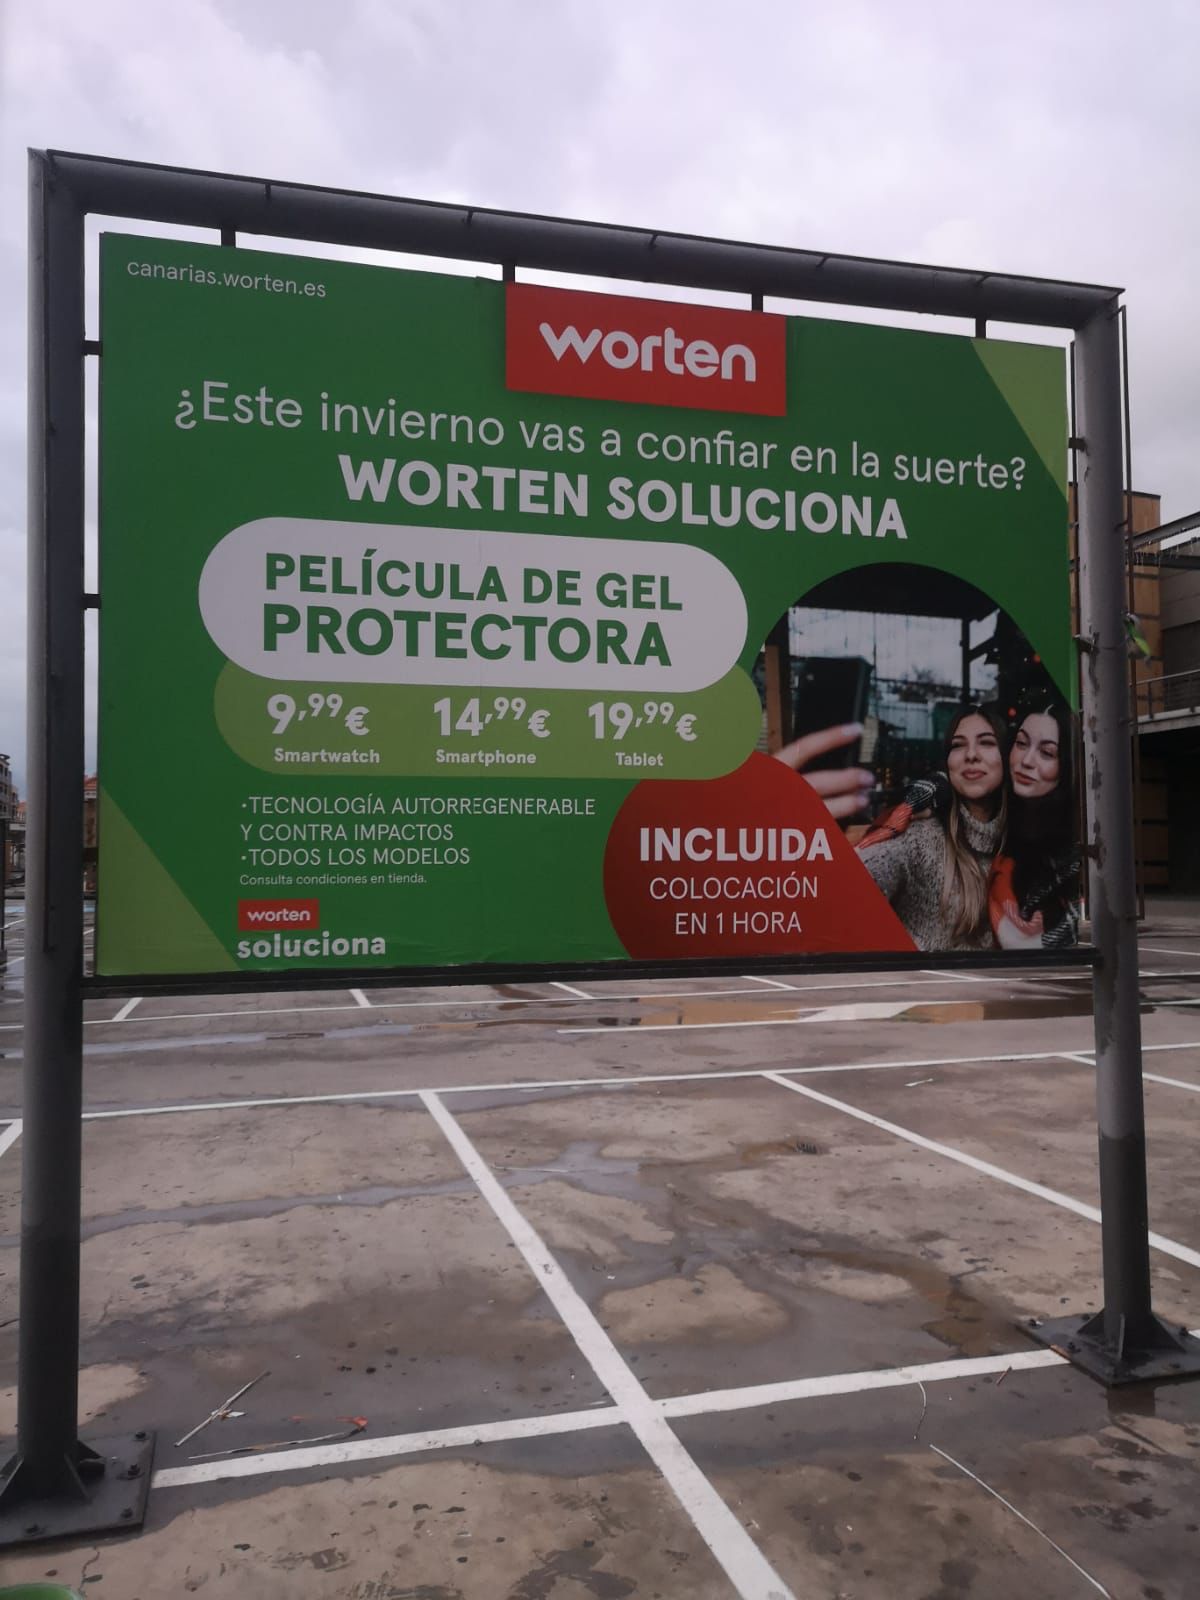 canarias.worten.es
worten
¿Este invierno vas a confiar en la suerte?
WORTEN SOLUCIONA
PELÍCULA DE GEL
PROTECTORA
9,99€ 14,99€ 19,99€
Smartwatch Smartphone Tablet
·TECNOLOGÍA AUTORREGENERABLE
Y CONTRA IMPACTOS
·TODOS LOS MODELOS
Consulta condiciones en tienda.
worten
soluciona
INCLUIDA
COLOCACIÓN
EN 1 HORA